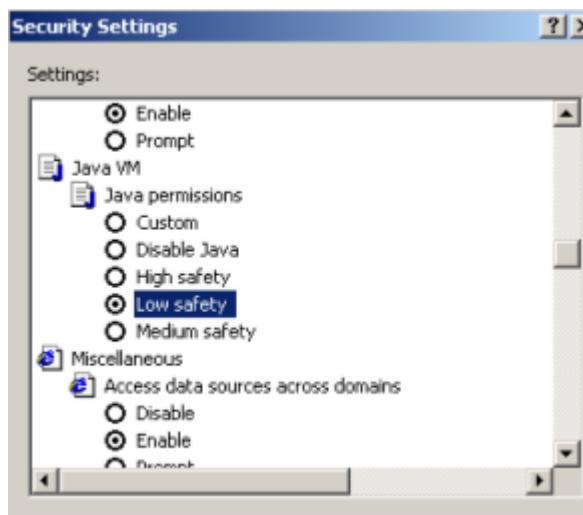 Security Settings
Settings:
Enable
Prompt
Java VM
Java permissions
Custom
Disable Java
High safety
Low safety
Medium safety
Miscellaneous
Access data sources across domains
Disable
Enable
Prompt